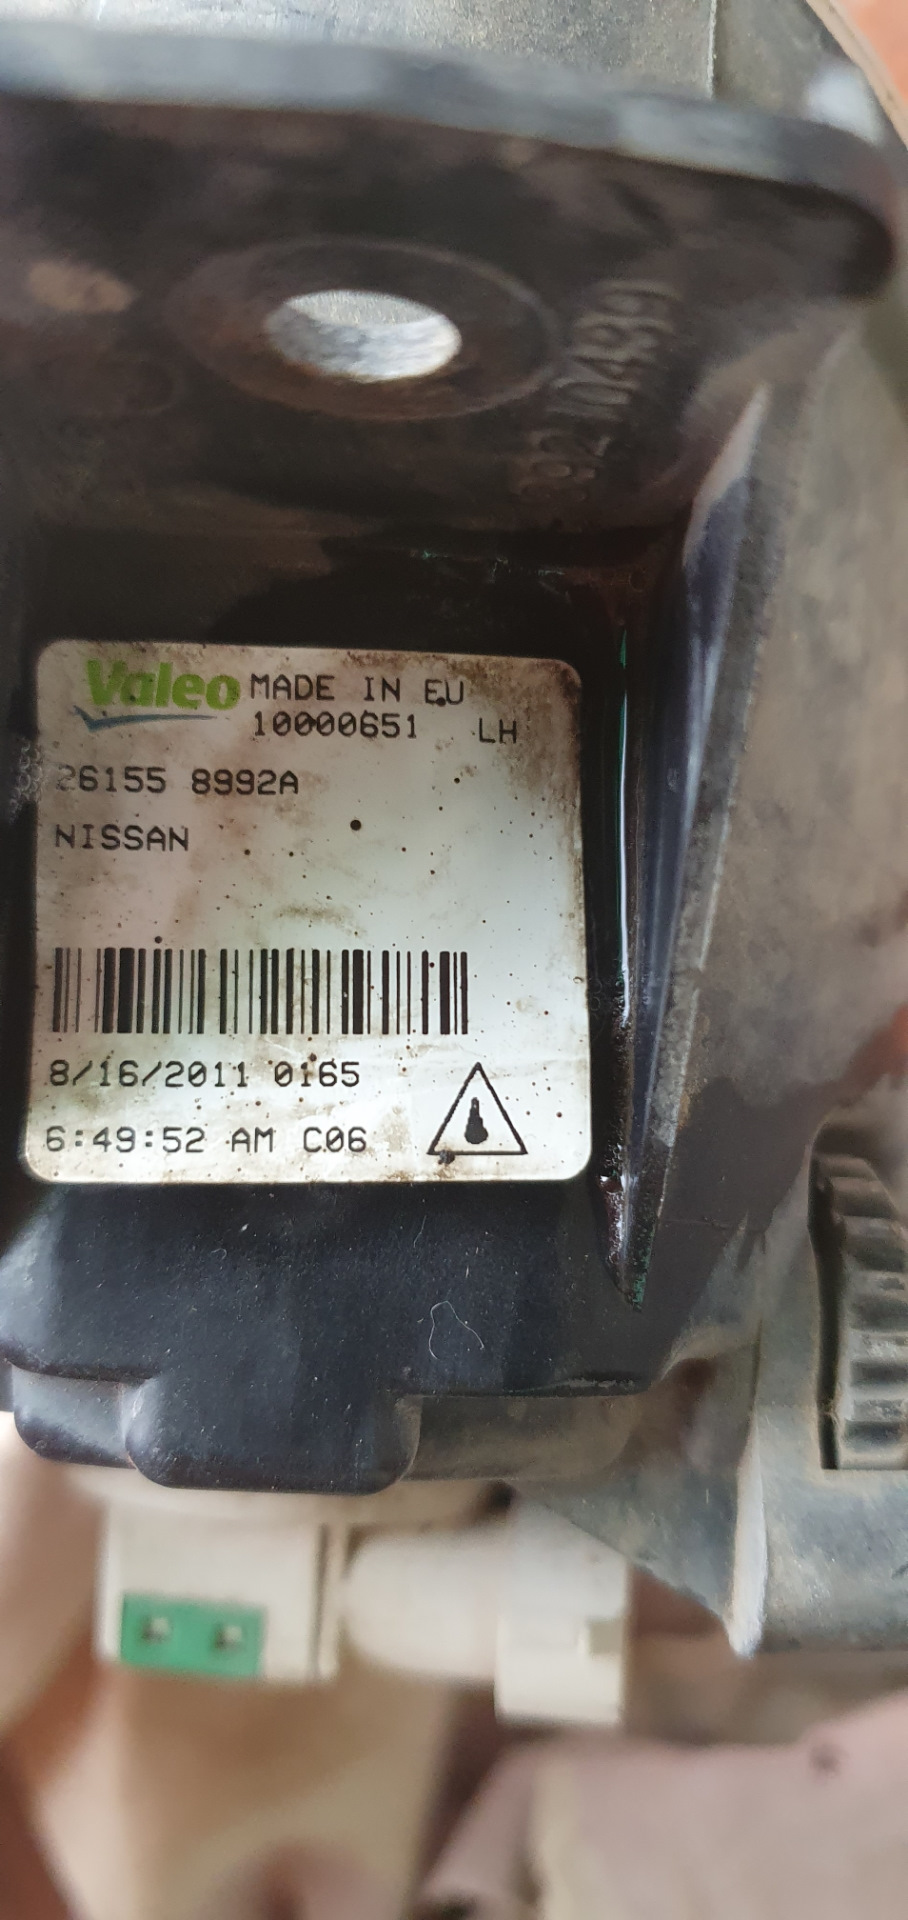 Valeo MADE IN EU
10000651 LH
26155 8992A
NISSAN
8/16/2011 0165
6:49:52 AM C06